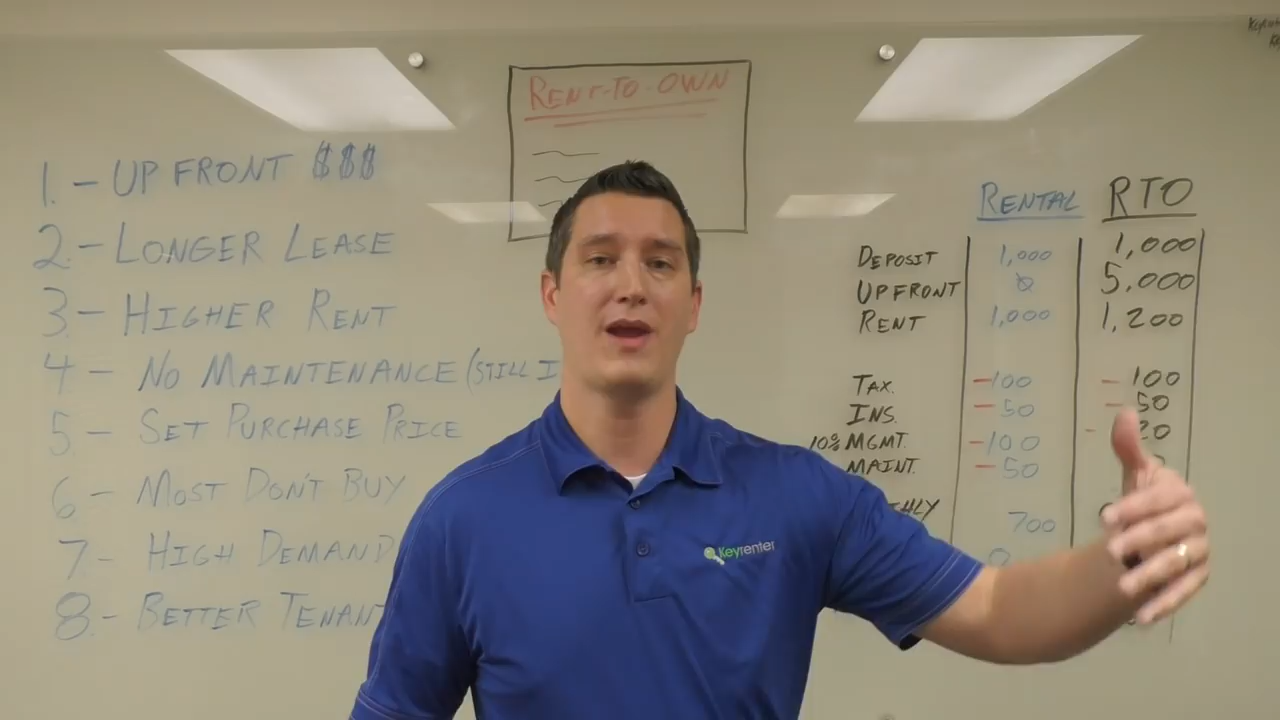 RENT-TO-OWN
1. - UP FRONT $$$
2. - LONGER LEASE
3. - HIGHER RENT
4 - NO MAINTENANCE (STILL I
5 - SET PURCHASE PRICE
6 - MOST DON'T BUY
7 - HIGH DEMAND
8. - BETTER TENANT
RENTAL RTO
DEPOSIT 1,000 1,000
UPFRONT 0 5,000
RENT 1,000 1,200
TAX. -100 -100
INS. -50 -50
10% MGMT. -100 - 20
MAINT. -50
HLY 700
0
Keyrenter